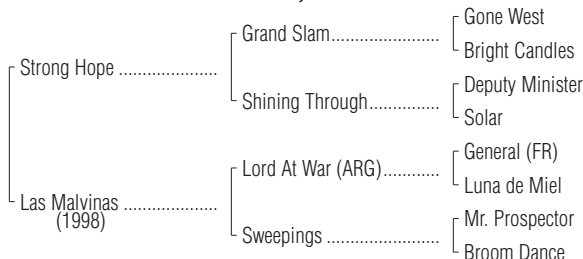 Gone West
Grand Slam......................
Bright Candles
Strong Hope ....................
Deputy Minister
Shining Through..............
Solar
General (FR)
Lord At War (ARG)............
Luna de Miel
Las Malvinas ...................
(1998)
Mr. Prospector
Sweepings .......................
Broom Dance